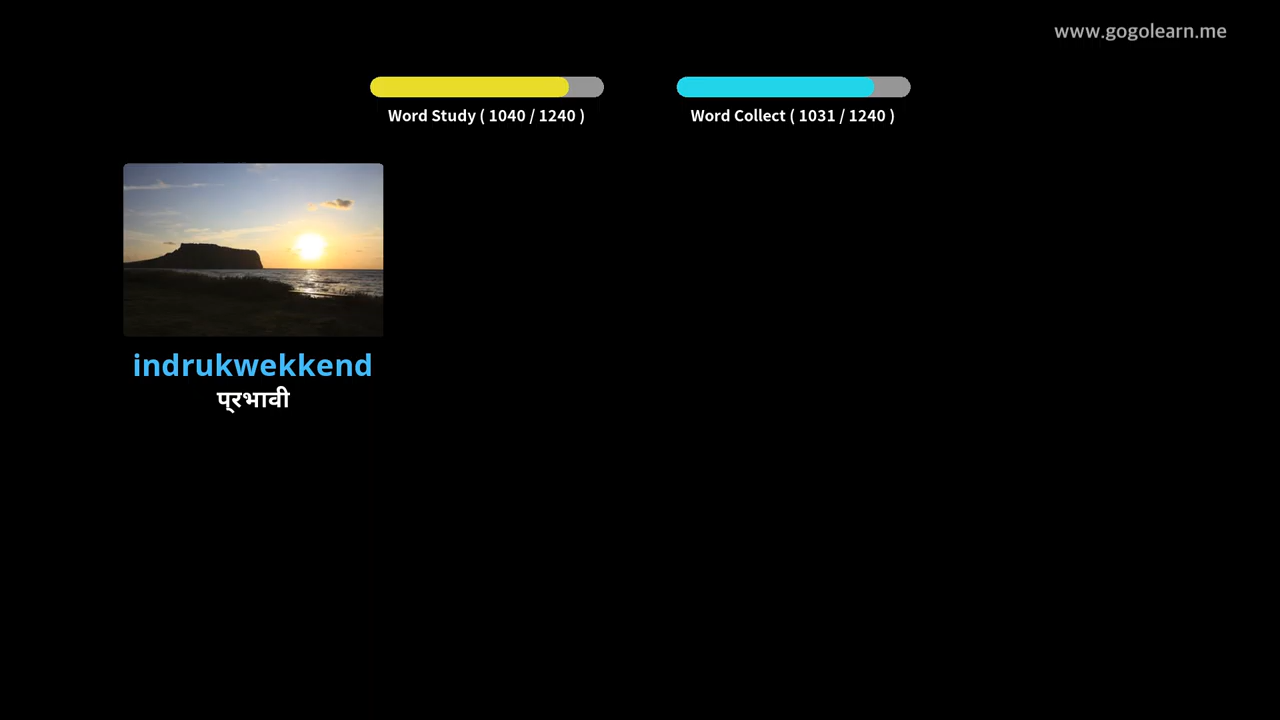 www.gogolearn.me
Word Study ( 1040 / 1240 )
Word Collect ( 1031 / 1240 )
indrukwekkend
प्रभावी